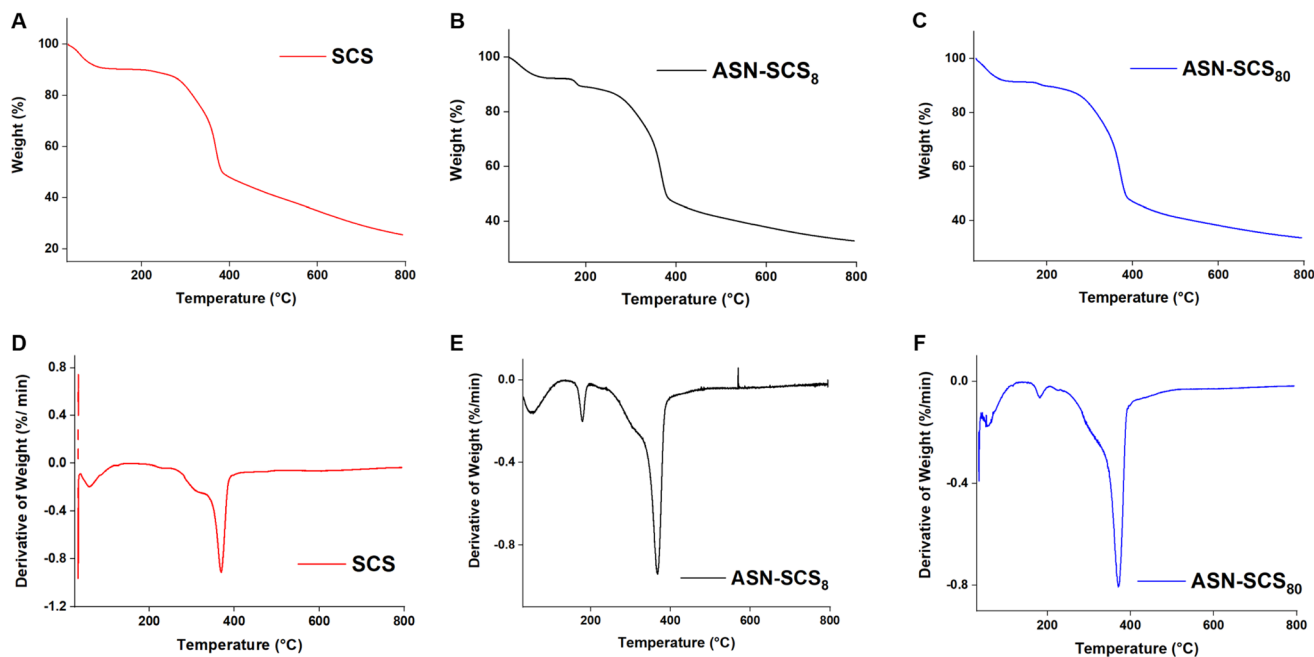 A
100
80
60
40
20
Weight (%)
SCS
200
400
600
800
Temperature (°C)
B
100
80
60
40
Weight (%)
ASN-SCS₈
200
400
600
800
Temperature (°C)
C
100
80
60
40
Weight (%)
ASN-SCS₈₀
200
400
600
800
Temperature (°C)
D
0.8
0.4
0.0
-0.4
-0.8
-1.2
Derivative of Weight (%/ min)
SCS
200
400
600
800
Temperature (°C)
E
0.0
-0.4
-0.8
Derivative of Weight (%/min)
ASN-SCS₈
200
400
600
800
Temperature (°C)
F
0.0
-0.4
-0.8
Derivative of Weight (%/min)
ASN-SCS₈₀
200
400
600
800
Temperature (°C)